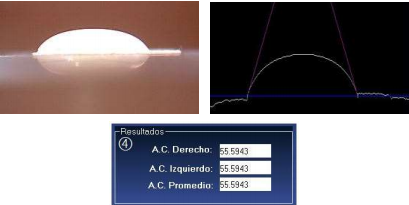 Resultados
④
A.C. Derecho: 55.5943
A.C. Izquierdo: 55.5943
A.C. Promedio: 55.5943